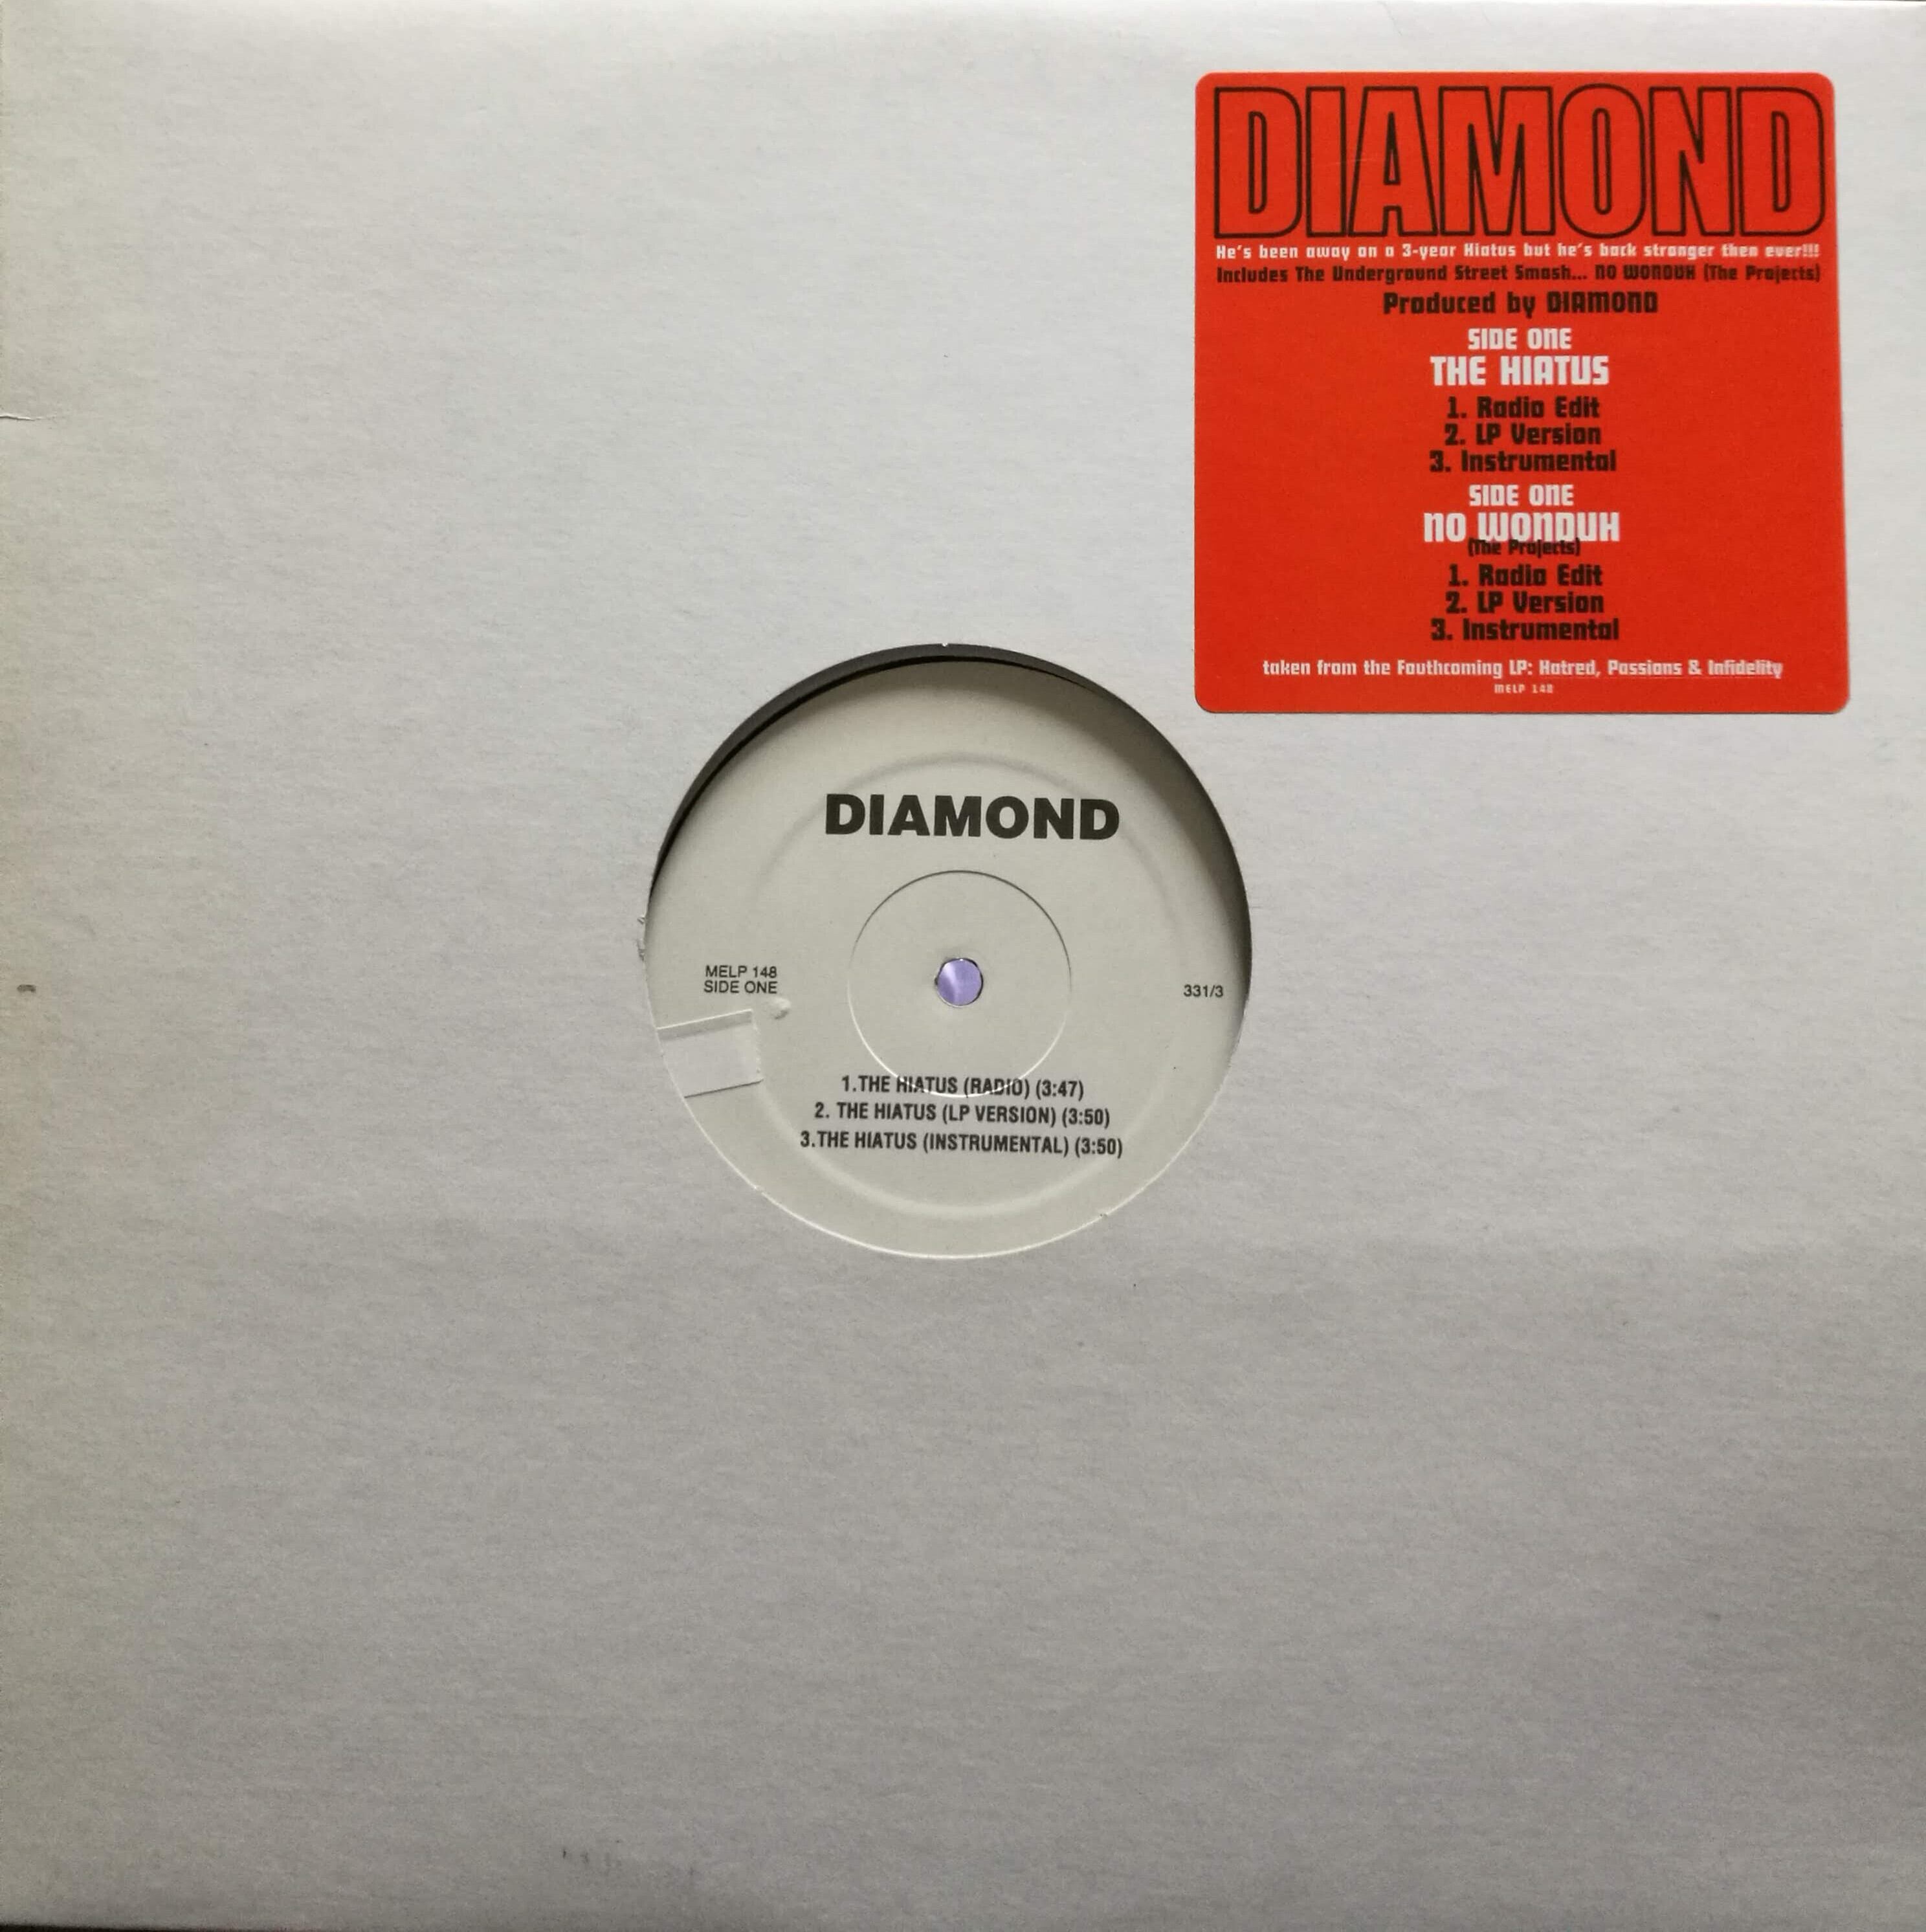 DIAMOND
He's been away on a 3-year Hiatus but he's back stronger then ever!!!
Includes The Underground Street Smash... NO WONDUH (The Projects)
Produced by DIAMOND
SIDE ONE
THE HIATUS
1. Radio Edit
2. LP Version
3. Instrumental
SIDE ONE
NO WONDUH
(The Projects)
1. Radio Edit
2. LP Version
3. Instrumental
taken from the Fouthcoming LP: Hatred, Passions & Infidelity
MELP 148
DIAMOND
MELP 148
SIDE ONE
331/3
1.THE HIATUS (RADIO) (3:47)
2. THE HIATUS (LP VERSION) (3:50)
3.THE HIATUS (INSTRUMENTAL) (3:50)